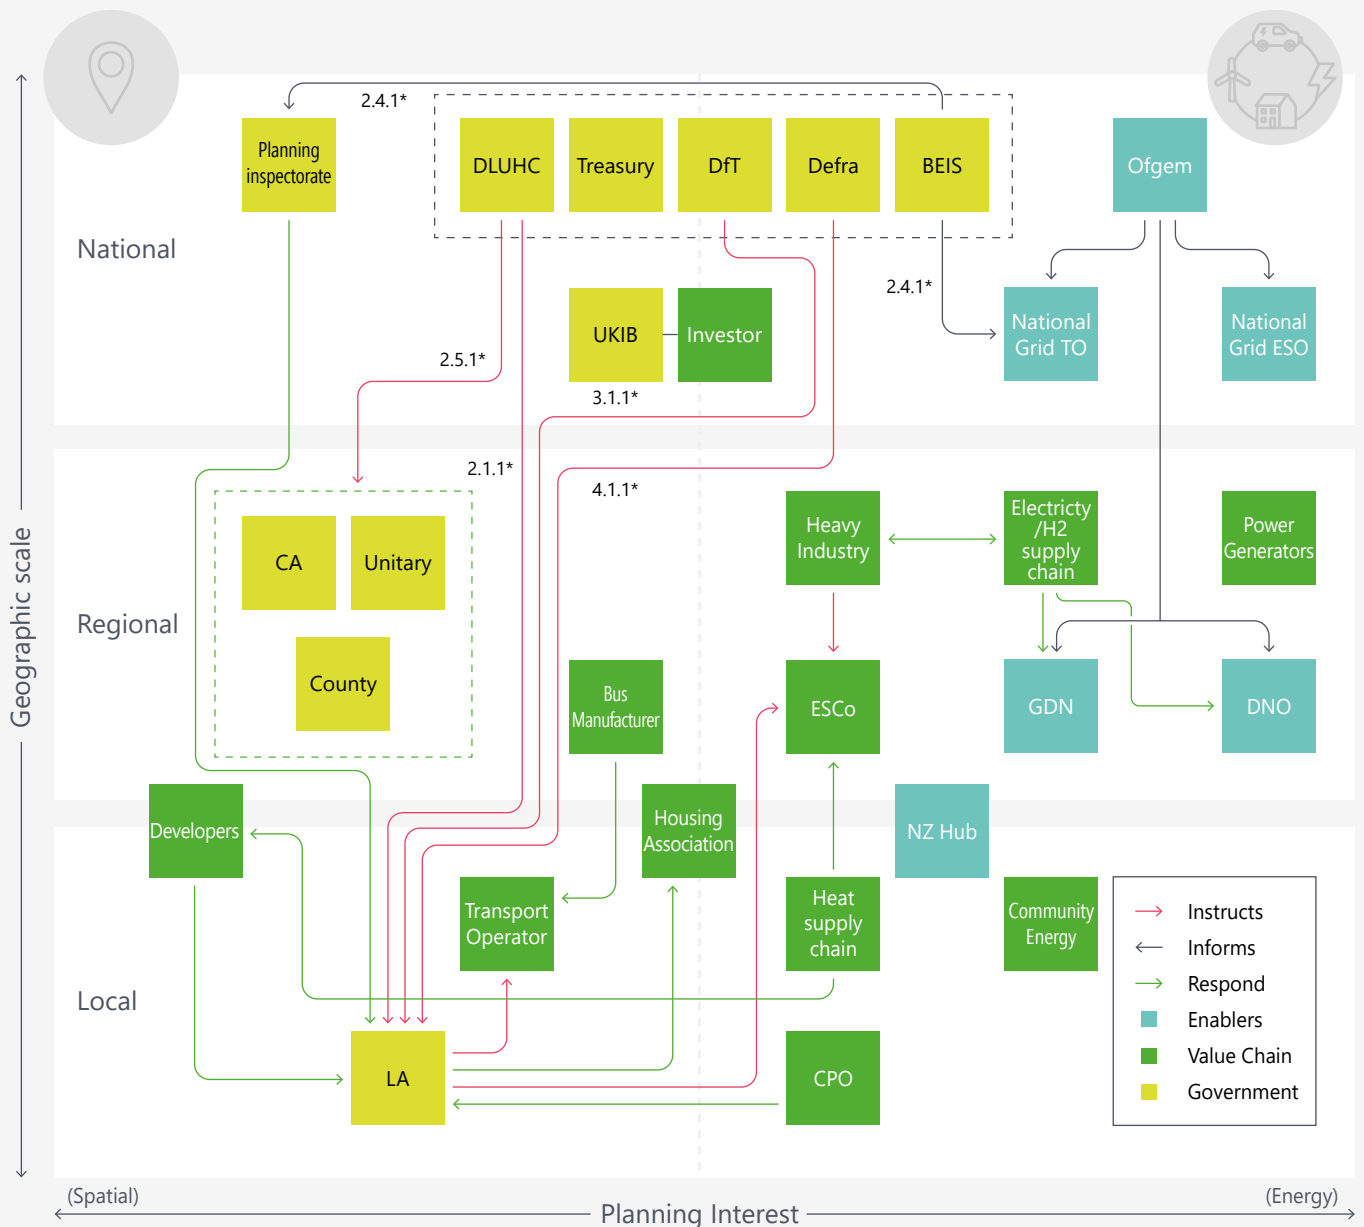 2.4.1*
Planning
inspectorate
DLUHC
Treasury
DfT
Defra
BEIS
Ofgem
National
2.4.1*
UKIB
Investor
National
Grid TO
National
Grid ESO
2.5.1*
3.1.1*
2.1.1*
4.1.1*
Geographic scale
Regional
CA
Unitary
County
Heavy
Industry
Electricty
/H2
supply
chain
Power
Generators
Bus
Manufacturer
ESCo
GDN
DNO
Developers
Housing
Association
NZ Hub
Local
Transport
Operator
Heat
supply
chain
Community
Energy
LA
CPO
Instructs
Informs
Respond
Enablers
Value Chain
Government
(Spatial)
Planning Interest
(Energy)